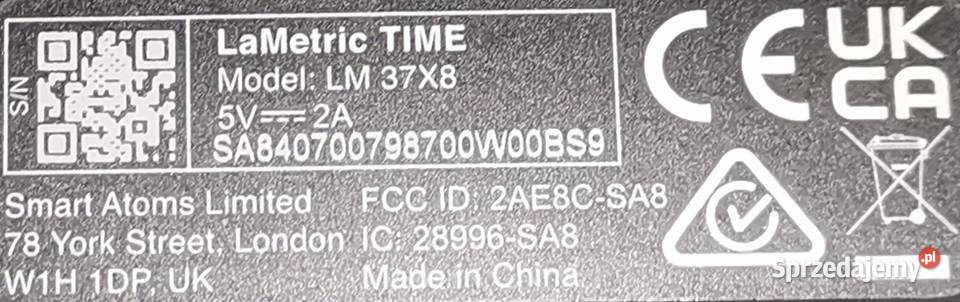 S/N
LaMetric TIME
Model: LM 37X8
5V⎓2A
SA840700798700W00BS9
Smart Atoms Limited
78 York Street, London
W1H 1DP, UK
FCC ID: 2AE8C-SA8
IC: 28996-SA8
Made in China
CE
UK
CA
Sprzedajemy.pl